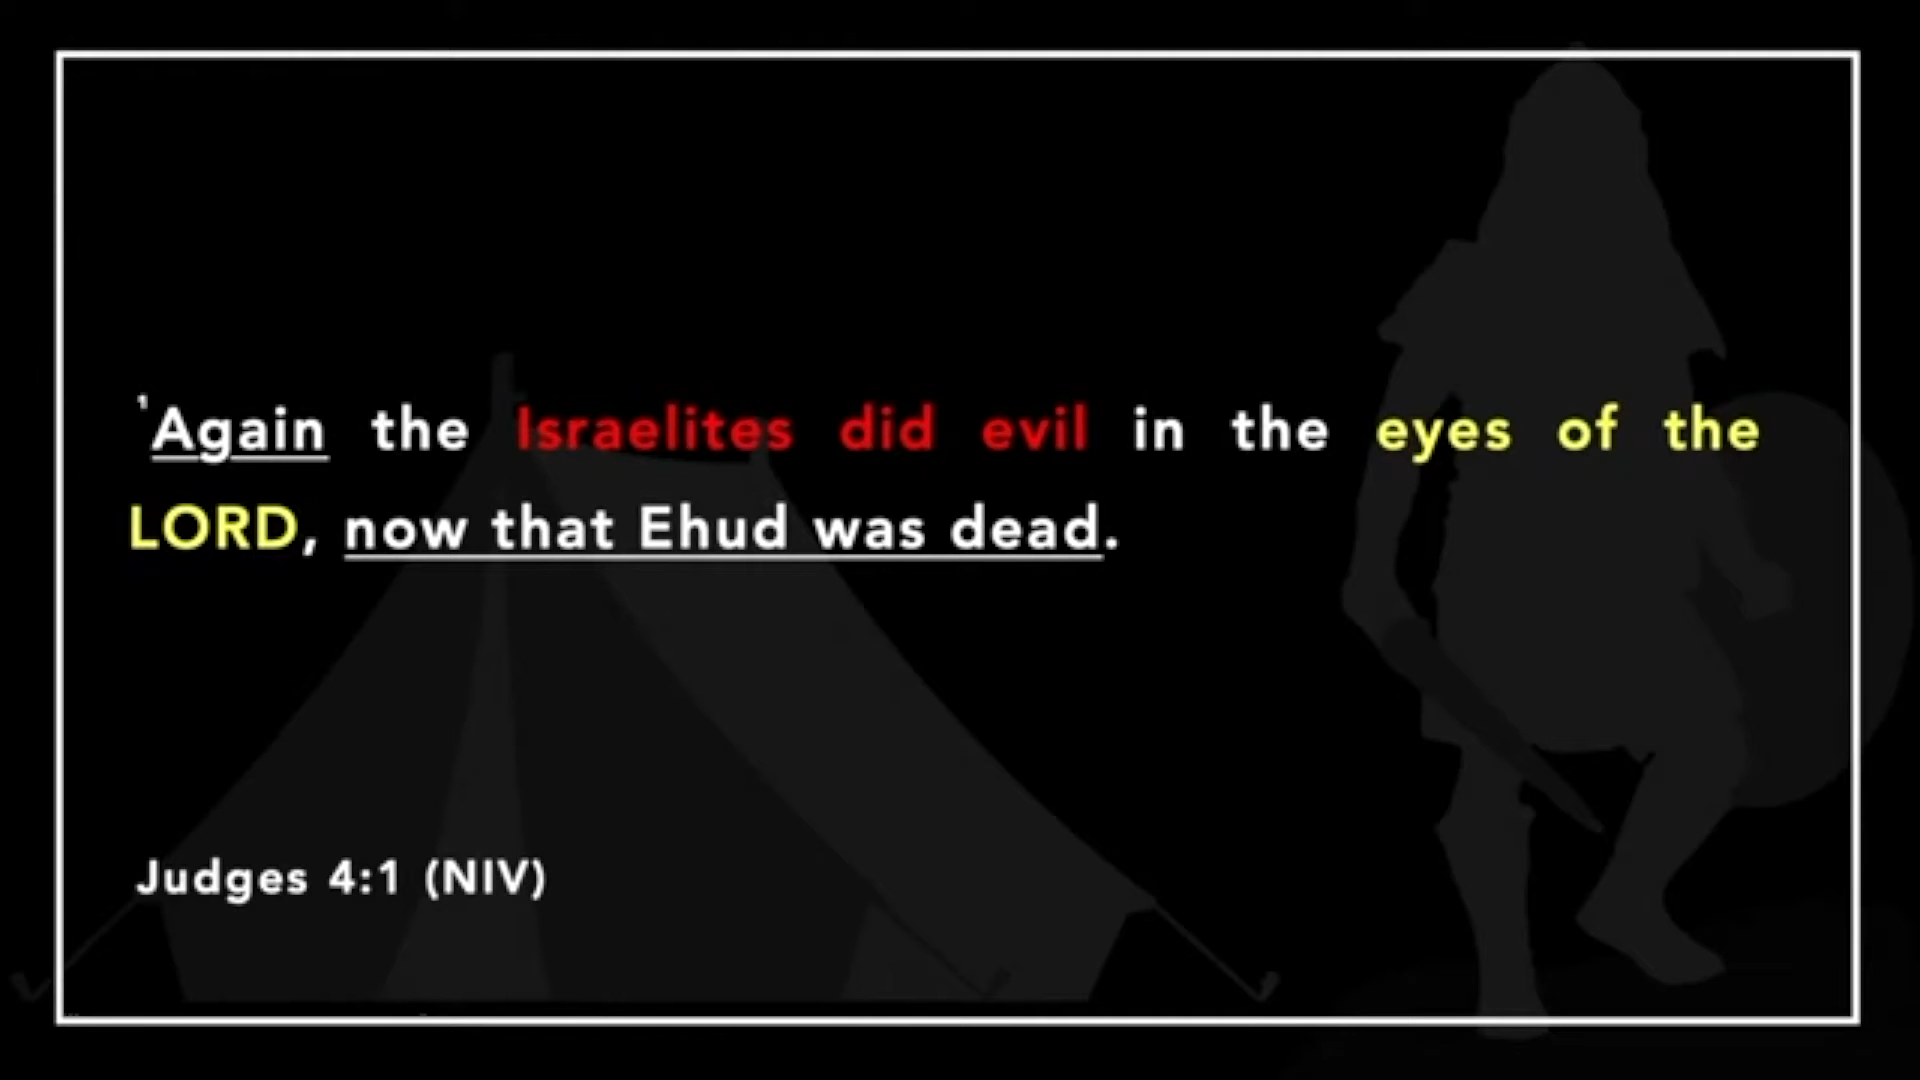 ¹Again the Israelites did evil in the eyes of the
LORD, now that Ehud was dead.
Judges 4:1 (NIV)